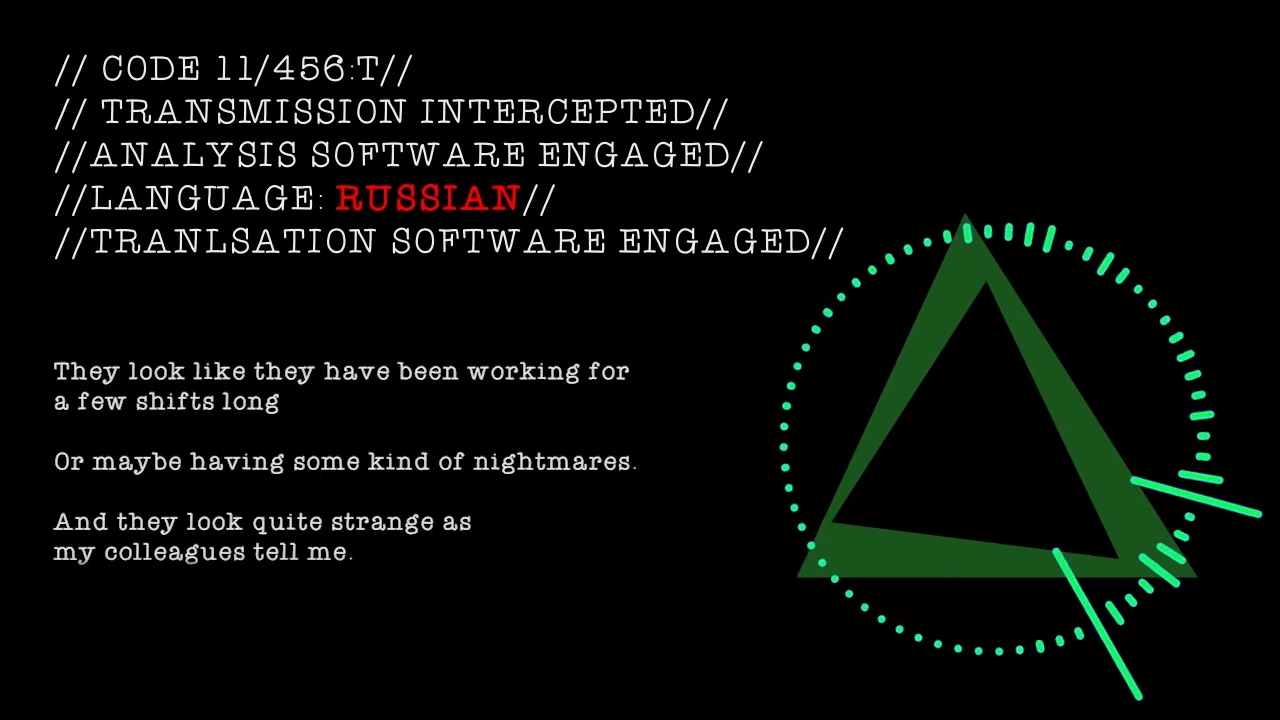 // CODE 11/456:T//
// TRANSMISSION INTERCEPTED//
//ANALYSIS SOFTWARE ENGAGED//
//LANGUAGE: RUSSIAN//
//TRANLSATION SOFTWARE ENGAGED//
They look like they have been working for
a few shifts long
Or maybe having some kind of nightmares.
And they look quite strange as
my colleagues tell me.